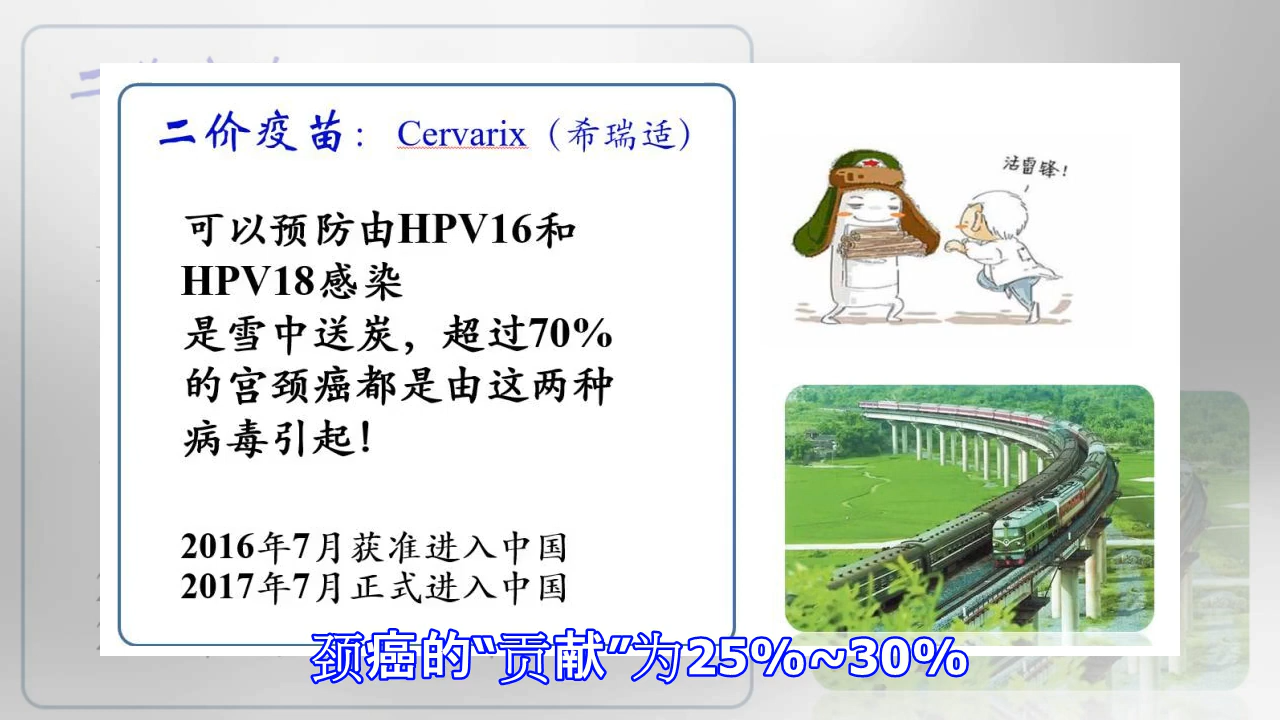 二价疫苗： Cervarix（希瑞适）
活雷锋！
可以预防由HPV16和
HPV18感染
是雪中送炭，超过70%
的宫颈癌都是由这两种
病毒引起！
2016年7月获准进入中国
2017年7月正式进入中国
颈癌的“贡献”为25%~30%